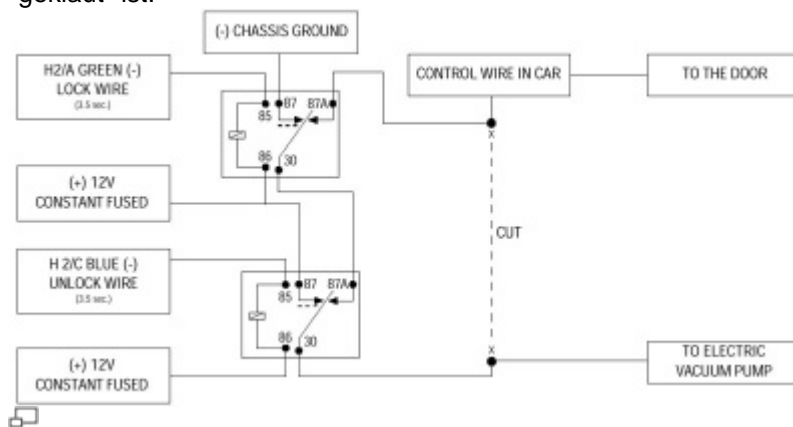 geklaut ist.
(-) CHASSIS GROUND
H2/A GREEN (-)
LOCK WIRE
(3.5 sec.)
CONTROL WIRE IN CAR
TO THE DOOR
87
87A
85
86
30
(+) 12V
CONSTANT FUSED
X
CUT
H 2/C BLUE (-)
UNLOCK WIRE
(3.5 sec.)
87
87A
85
86
30
X
(+) 12V
CONSTANT FUSED
TO ELECTRIC
VACUUM PUMP